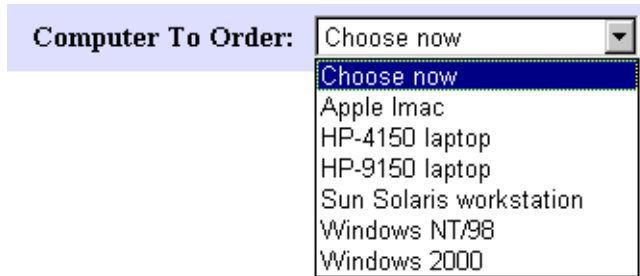 Computer To Order: Choose now
Choose now
Apple Imac
HP-4150 laptop
HP-9150 laptop
Sun Solaris workstation
Windows NT/98
Windows 2000